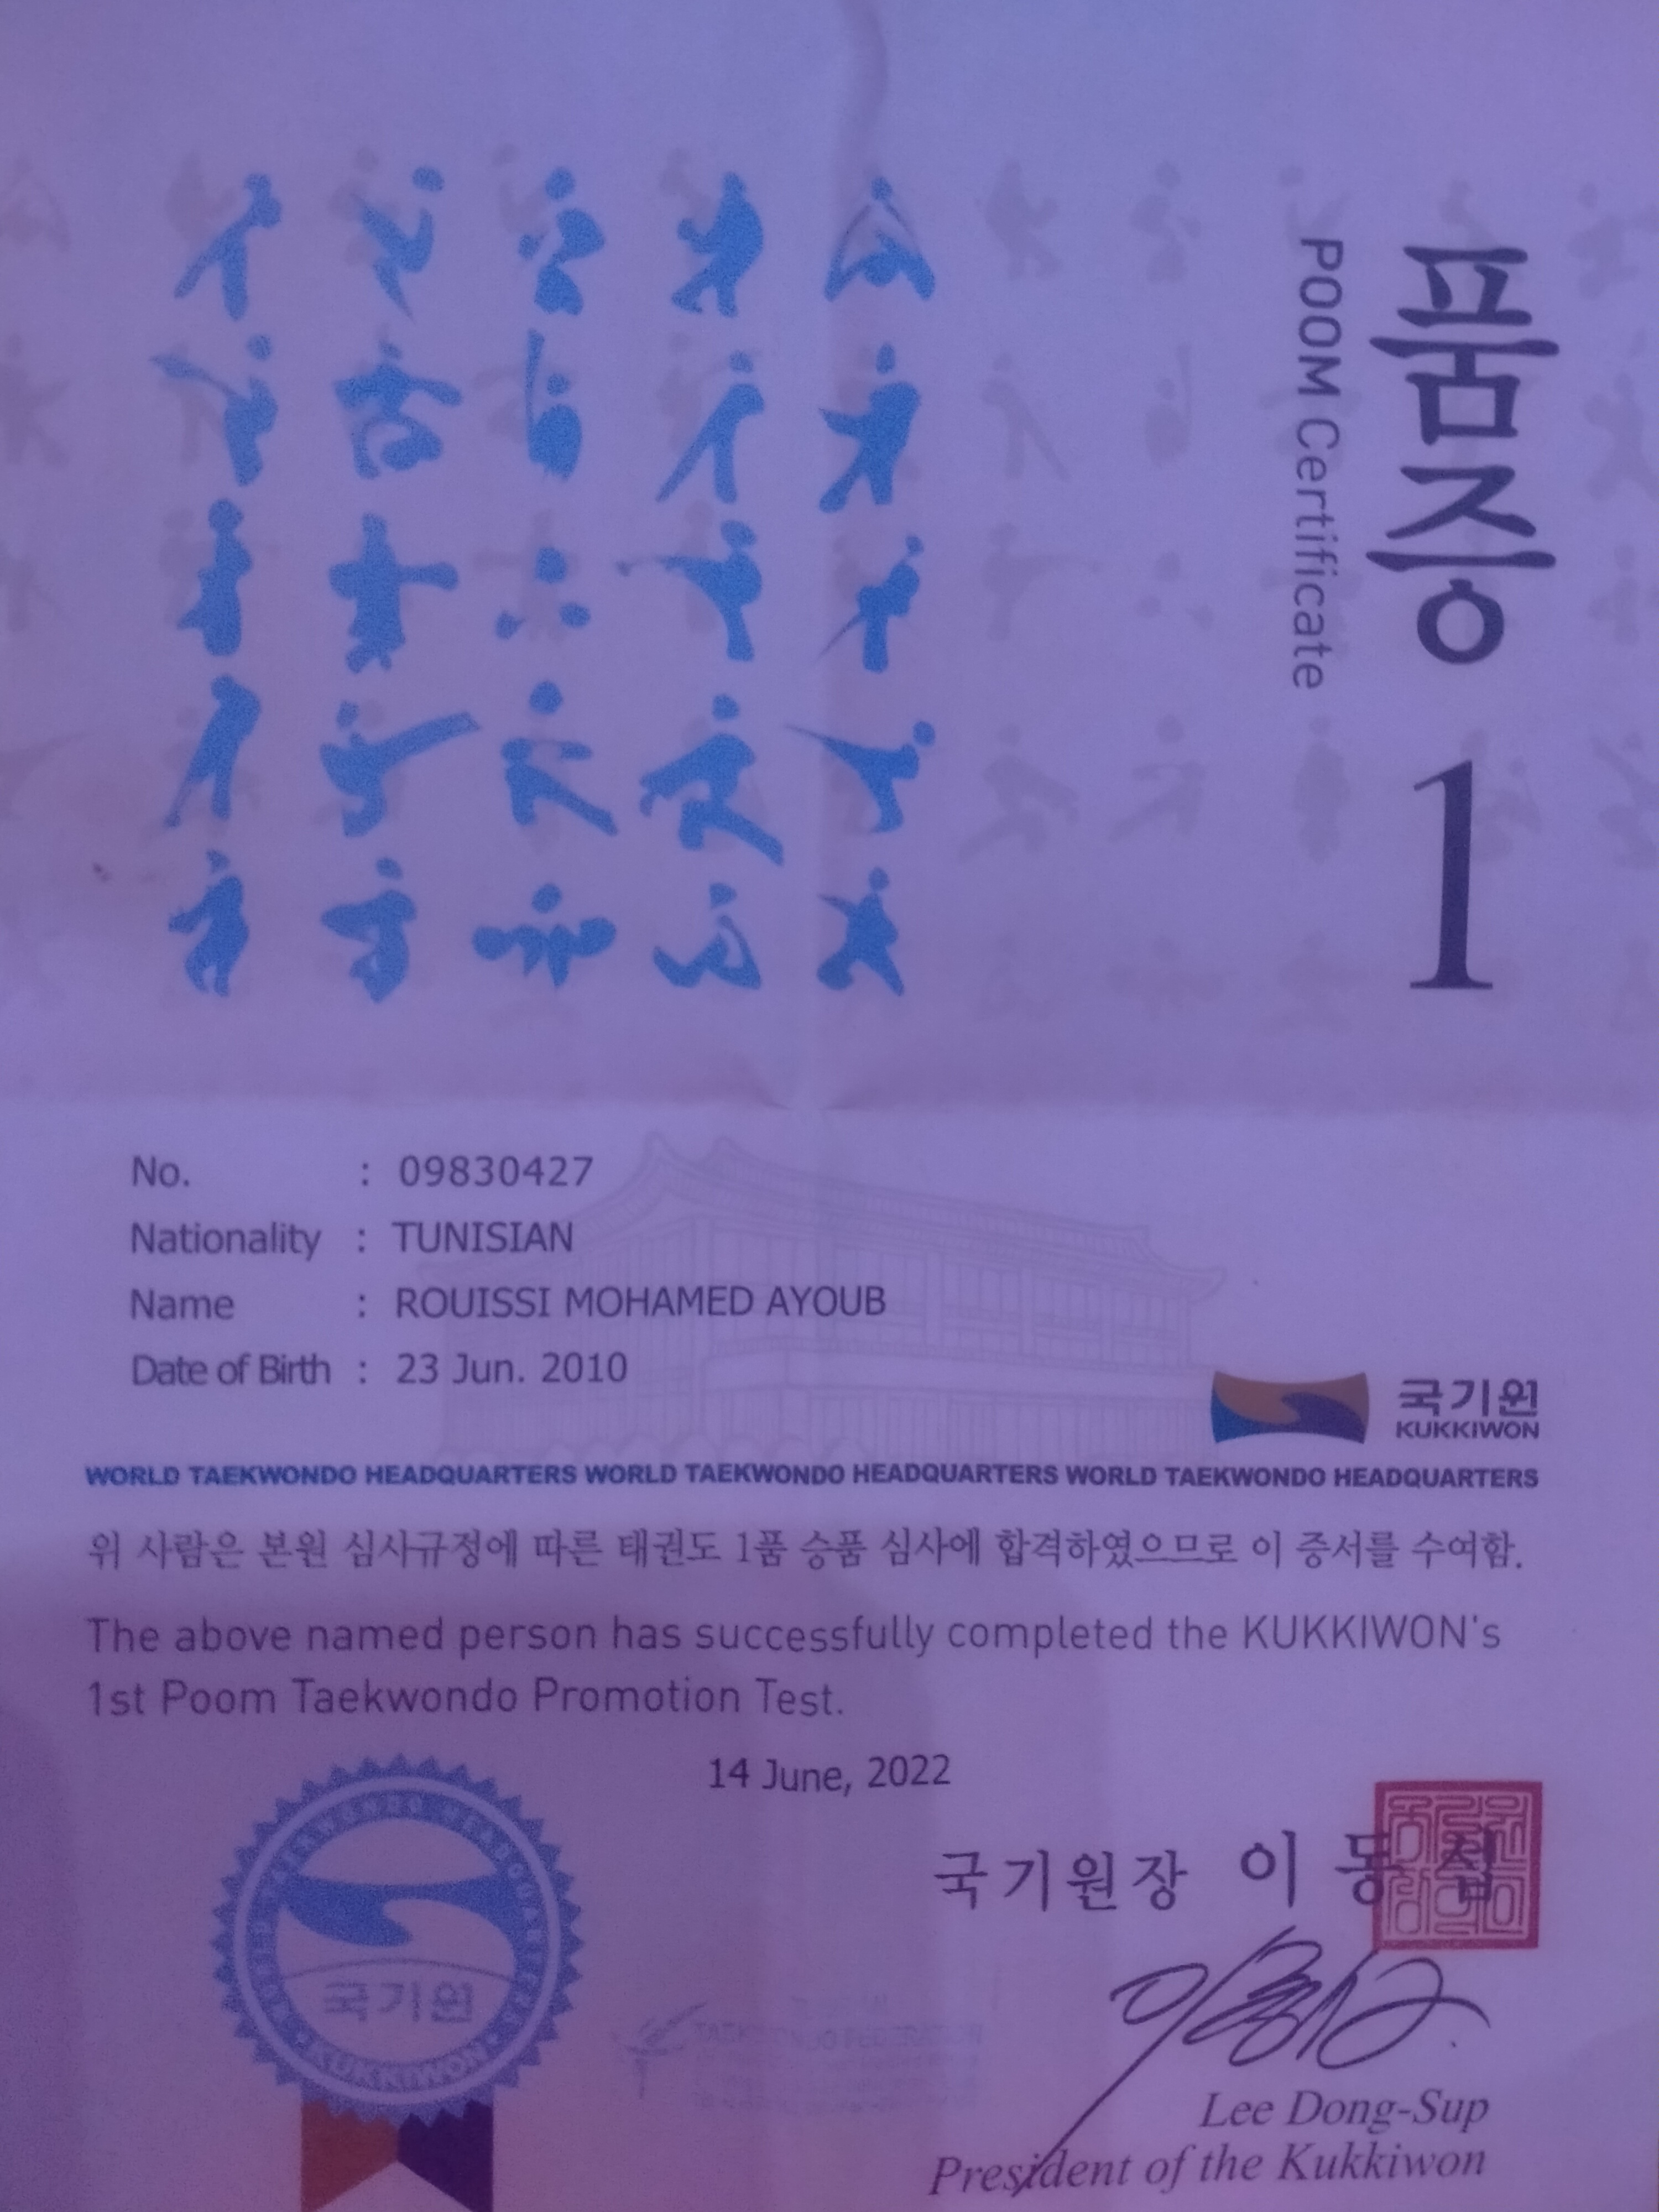 품증 1
POOM Certificate
No. : 09830427
Nationality : TUNISIAN
Name : ROUISSI MOHAMED AYOUB
Date of Birth : 23 Jun. 2010
국기원
KUKKIWON
WORLD TAEKWONDO HEADQUARTERS WORLD TAEKWONDO HEADQUARTERS WORLD TAEKWONDO HEADQUARTERS
위 사람은 본원 심사규정에 따른 태권도 1품 승품 심사에 합격하였으므로 이 증서를 수여함.
The above named person has successfully completed the KUKKIWON's
1st Poom Taekwondo Promotion Test.
14 June, 2022
국기원장 이동섭
Lee Dong-Sup
President of the Kukkiwon
WORLD TAEKWONDO HEADQUARTERS
국기원
KUKKIWON